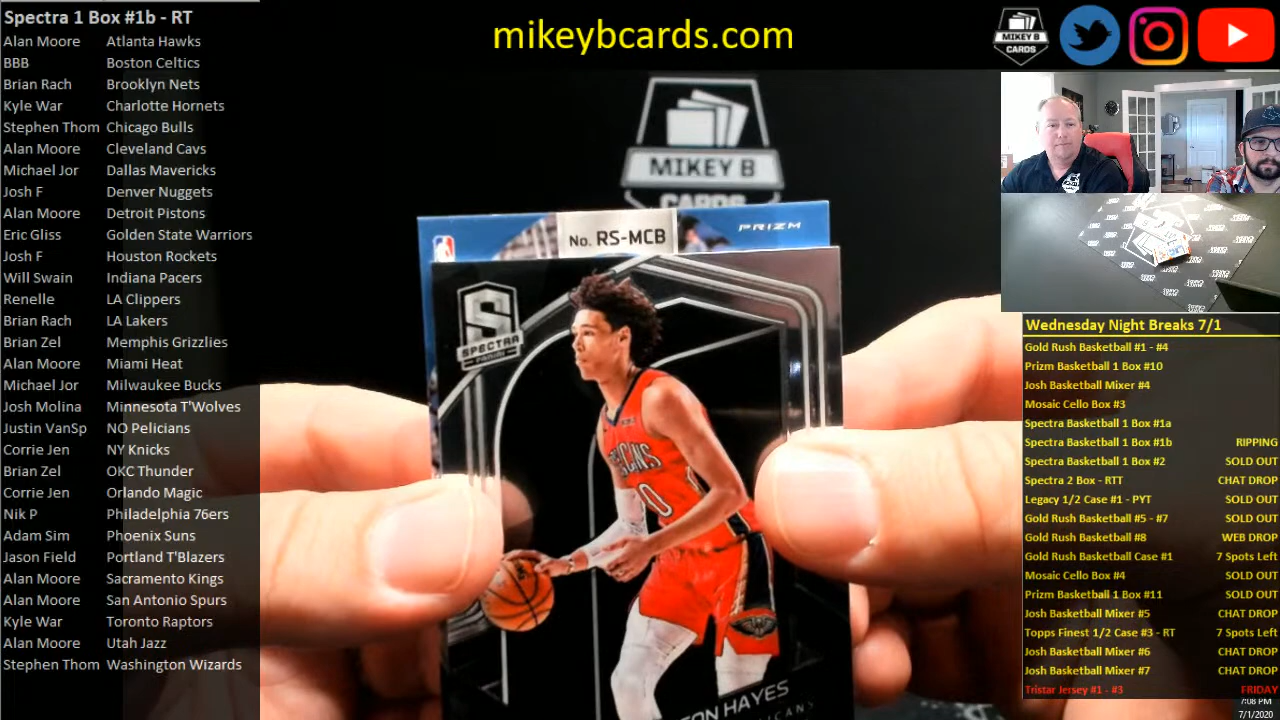 Spectra 1 Box #1b - RT
Alan Moore Atlanta Hawks
BBB Boston Celtics
Brian Rach Brooklyn Nets
Kyle War Charlotte Hornets
Stephen Thom Chicago Bulls
Alan Moore Cleveland Cavs
Michael Jor Dallas Mavericks
Josh F Denver Nuggets
Alan Moore Detroit Pistons
Eric Gliss Golden State Warriors
Josh F Houston Rockets
Will Swain Indiana Pacers
Renelle LA Clippers
Brian Rach LA Lakers
Brian Zel Memphis Grizzlies
Alan Moore Miami Heat
Michael Jor Milwaukee Bucks
Josh Molina Minnesota T'Wolves
Justin VanSp NO Pelicians
Corrie Jen NY Knicks
Brian Zel OKC Thunder
Corrie Jen Orlando Magic
Nik P Philadelphia 76ers
Adam Sim Phoenix Suns
Jason Field Portland T'Blazers
Alan Moore Sacramento Kings
Alan Moore San Antonio Spurs
Kyle War Toronto Raptors
Alan Moore Utah Jazz
Stephen Thom Washington Wizards
mikeybcards.com
MIKEY B
CARDS
MIKEY B
CARDS
No. RS-MCB
PRIZM
S
SPECTRA
PANINI
0
HAYES
Wednesday Night Breaks 7/1
Gold Rush Basketball #1 - #4
Prizm Basketball 1 Box #10
Josh Basketball Mixer #4
Mosaic Cello Box #3
Spectra Basketball 1 Box #1a
Spectra Basketball 1 Box #1b RIPPING
Spectra Basketball 1 Box #2 SOLD OUT
Spectra 2 Box - RTT CHAT DROP
Legacy 1/2 Case #1 - PYT SOLD OUT
Gold Rush Basketball #5 - #7 SOLD OUT
Gold Rush Basketball #8 WEB DROP
Gold Rush Basketball Case #1 7 Spots Left
Mosaic Cello Box #4 SOLD OUT
Prizm Basketball 1 Box #11 SOLD OUT
Josh Basketball Mixer #5 CHAT DROP
Topps Finest 1/2 Case #3 - RT 7 Spots Left
Josh Basketball Mixer #6 CHAT DROP
Josh Basketball Mixer #7 CHAT DROP
Tristar Jersey #1 - #3 FRIDAY
7:08 PM
7/1/2020